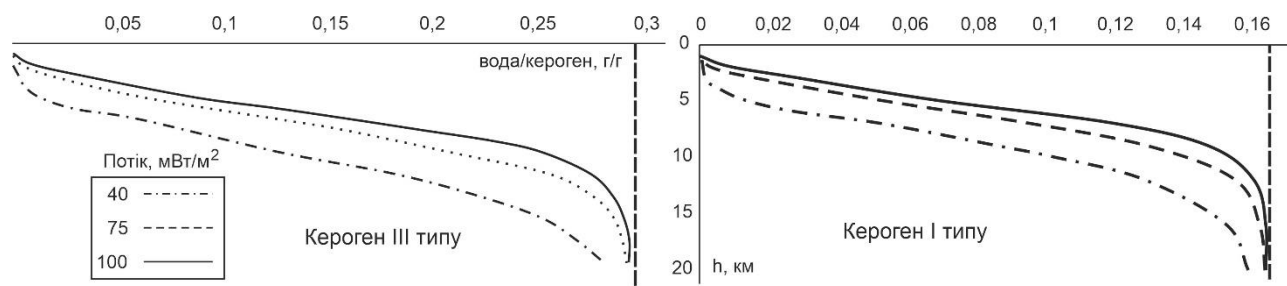 0,05 0,1 0,15 0,2 0,25 0,3
вода/кероген, г/г
Потік, мВт/м²
40
75
100
Кероген III типу
0 0,02 0,04 0,06 0,08 0,1 0,12 0,14 0,16
0
5
10
15
20
h, км
Кероген I типу